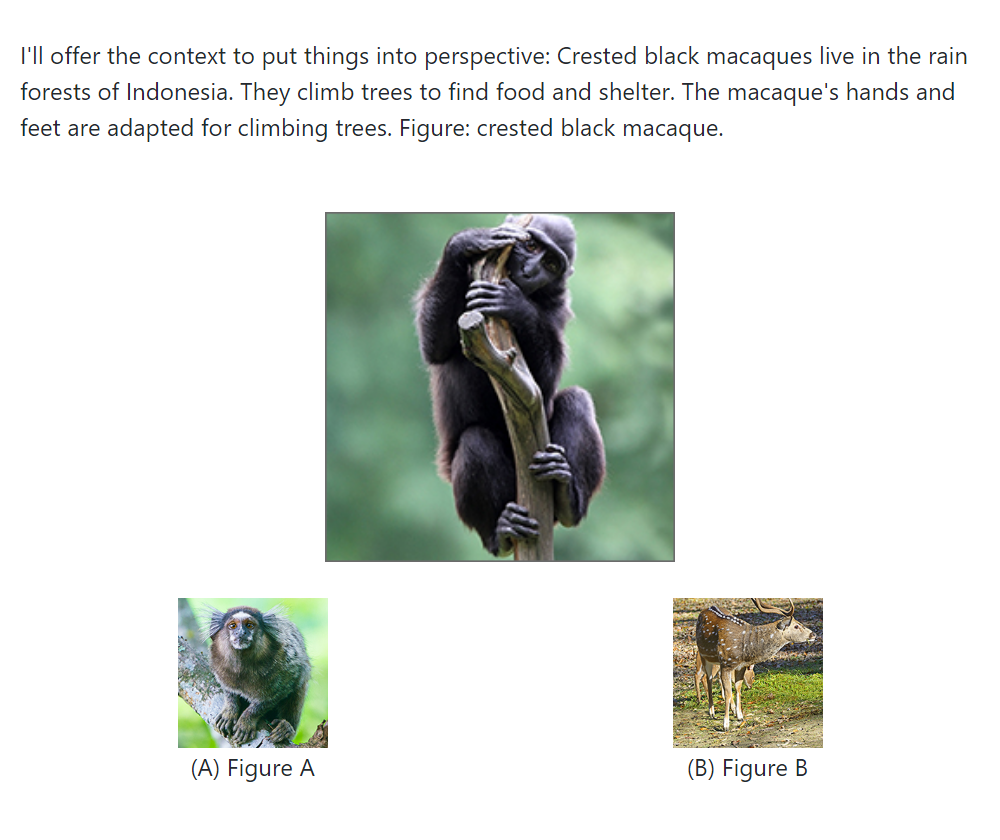 I'll offer the context to put things into perspective: Crested black macaques live in the rain
forests of Indonesia. They climb trees to find food and shelter. The macaque's hands and
feet are adapted for climbing trees. Figure: crested black macaque.
(A) Figure A
(B) Figure B